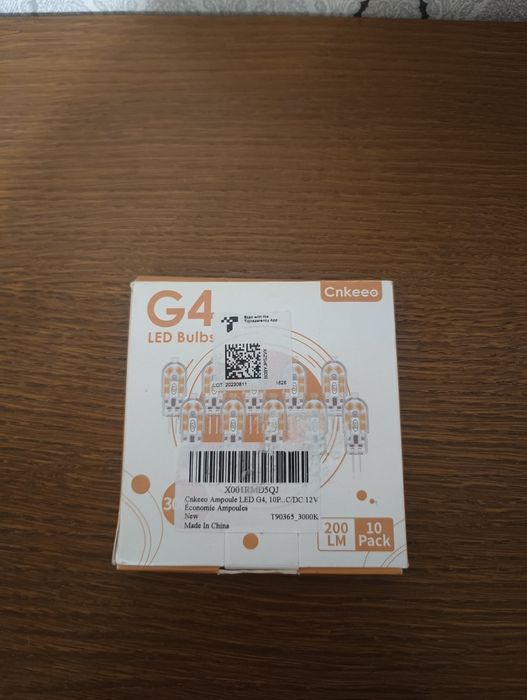 Cnkeeo
G4
LED Bulbs
Scan with the
Transparency App
LOT: 20230811
1626
X001RMD5QJ
Cnkeeo Ampoule LED G4, 10P...C/DC 12V
Économie Ampoules
New
T90365_3000K
Made In China
200
LM
10
Pack